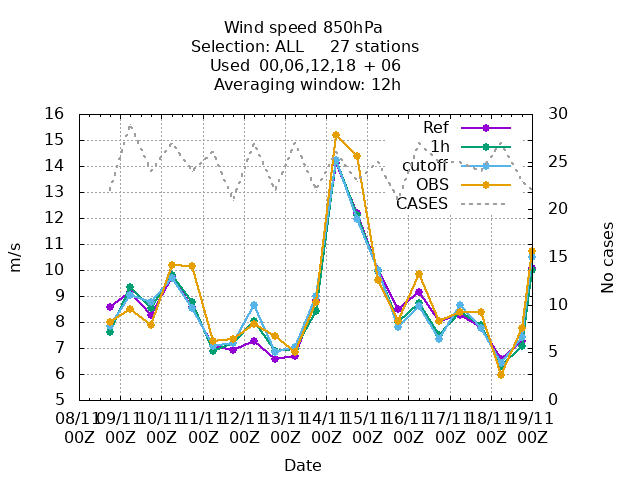 Wind speed 850hPa
Selection: ALL 27 stations
Used 00,06,12,18 + 06
Averaging window: 12h
m/s
16
15
14
13
12
11
10
9
8
7
6
5
Ref
1h
cutoff
OBS
CASES
30
25
20
15
10
5
0
No cases
08/11 09/11 10/11 11/11 12/11 13/11 14/11 15/11 16/11 17/11 18/11 19/11
00Z 00Z 00Z 00Z 00Z 00Z 00Z 00Z 00Z 00Z 00Z 00Z
Date